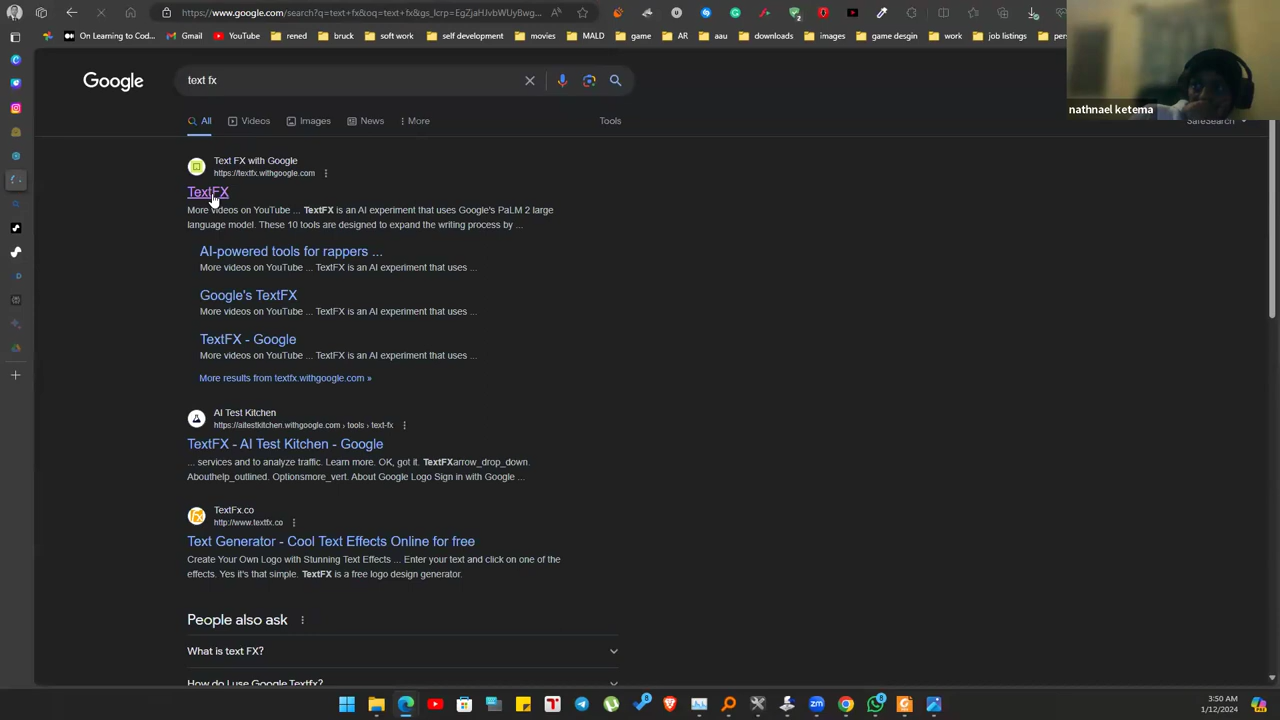 https://www.google.com/search?q=text+fx&oq=text+fx&gs_lcrp=EgZjaHJvbWUyBwg...
On Learning to Cod...
Gmail
YouTube
rened
bruck
soft work
self development
movies
MALD
game
AR
aau
downloads
images
game desgin
work
job listings
nathnael ketema
Google
text fx
All
Videos
Images
News
More
Tools
SafeSearch
Text FX with Google
https://textfx.withgoogle.com
TextFX
More videos on YouTube ... TextFX is an AI experiment that uses Google's PaLM 2 large
language model. These 10 tools are designed to expand the writing process by ...
AI-powered tools for rappers ...
More videos on YouTube ... TextFX is an AI experiment that uses ...
Google's TextFX
More videos on YouTube ... TextFX is an AI experiment that uses ...
TextFX - Google
More videos on YouTube ... TextFX is an AI experiment that uses ...
More results from textfx.withgoogle.com »
AI Test Kitchen
https://aitestkitchen.withgoogle.com › tools › text-fx
TextFX - AI Test Kitchen - Google
... services and to analyze traffic. Learn more. OK, got it. TextFXarrow_drop_down.
Abouthelp_outlined. Optionsmore_vert. About Google Logo Sign in with Google ...
TextFx.co
http://www.textfx.co
Text Generator - Cool Text Effects Online for free
Create Your Own Logo with Stunning Text Effects ... Enter your text and click on one of the
effects. Yes it's that simple. TextFX is a free logo design generator.
People also ask
What is text FX?
How do I use Google Textfx?
3:50 AM
1/12/2024